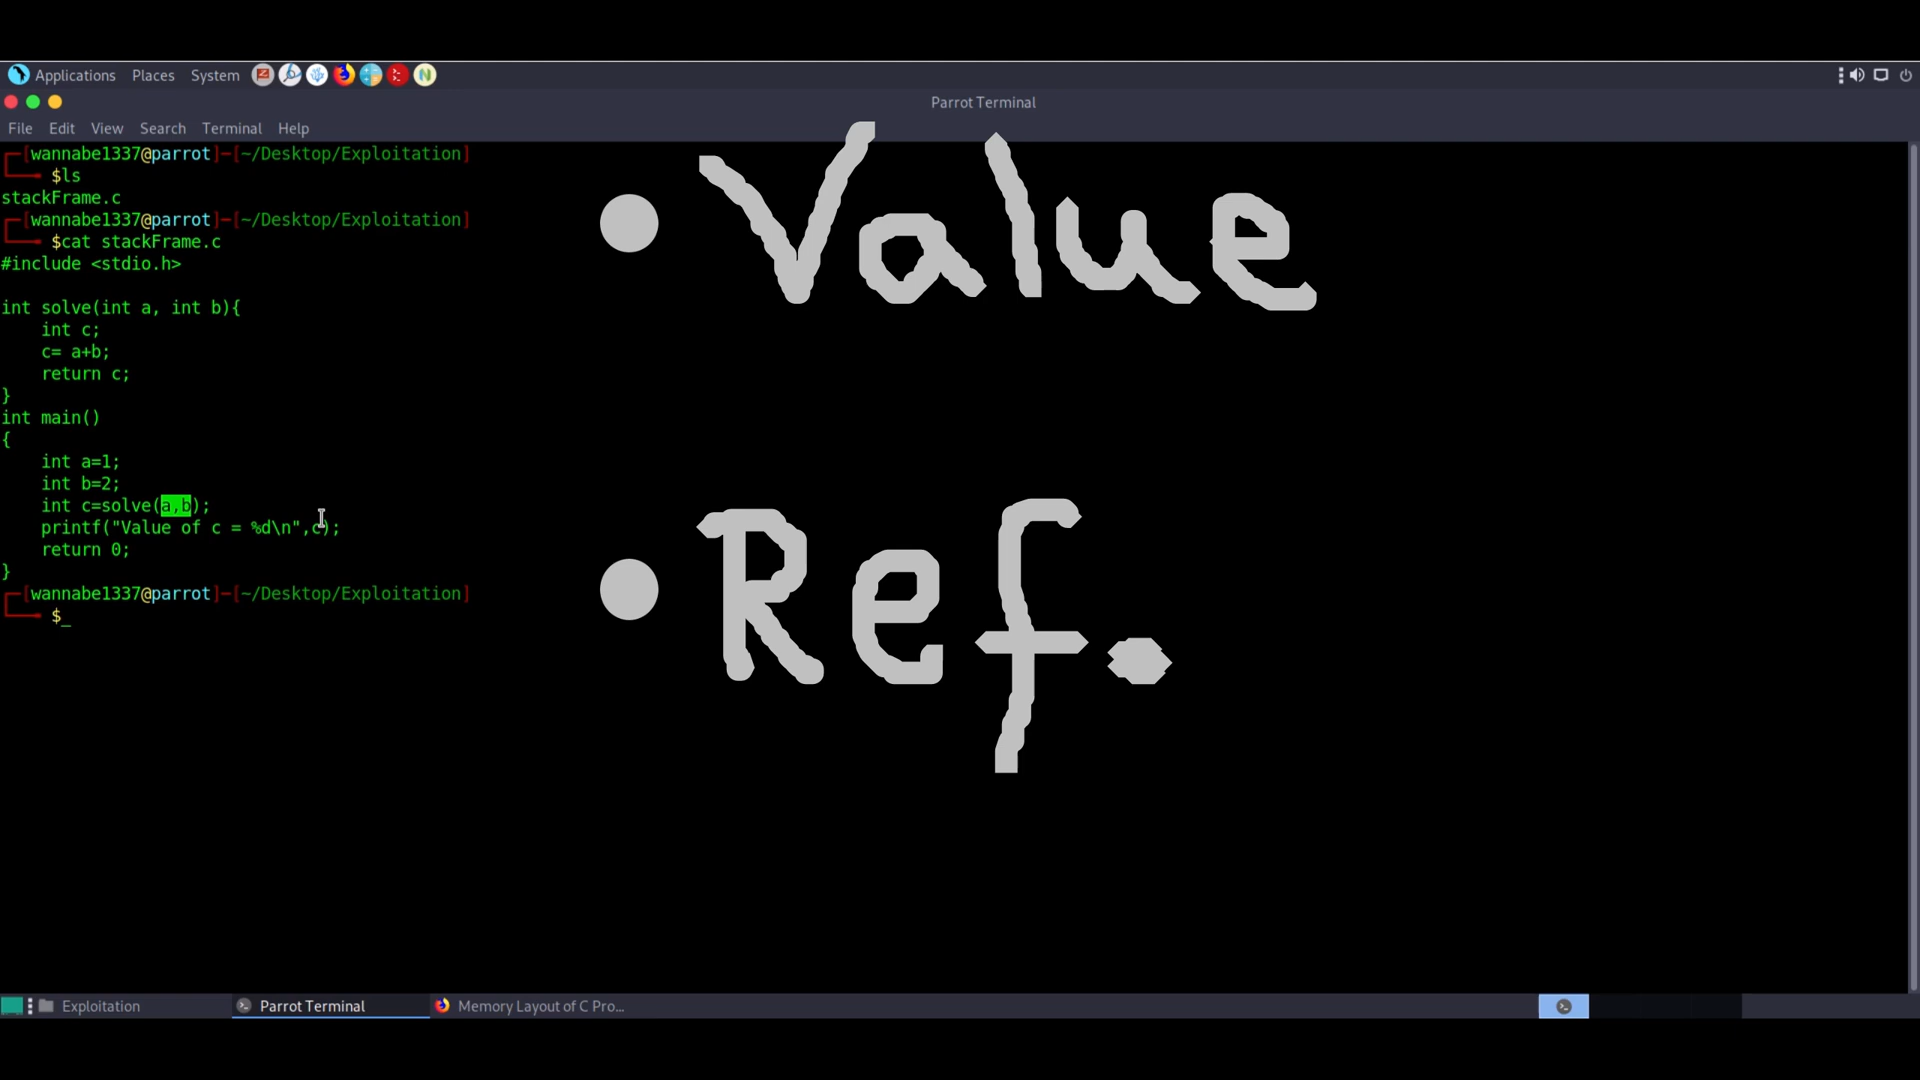 Applications Places System
Parrot Terminal
File Edit View Search Terminal Help
[wannabe1337@parrot]-[~/Desktop/Exploitation]
$ls
stackFrame.c
[wannabe1337@parrot]-[~/Desktop/Exploitation]
$cat stackFrame.c
#include <stdio.h>
int solve(int a, int b){
int c;
c= a+b;
return c;
}
int main()
{
int a=1;
int b=2;
int c=solve(a,b);
printf("Value of c = %d\n",c);
return 0;
}
[wannabe1337@parrot]-[~/Desktop/Exploitation]
$_
• Value
• Ref.
Exploitation Parrot Terminal Memory Layout of C Pro...